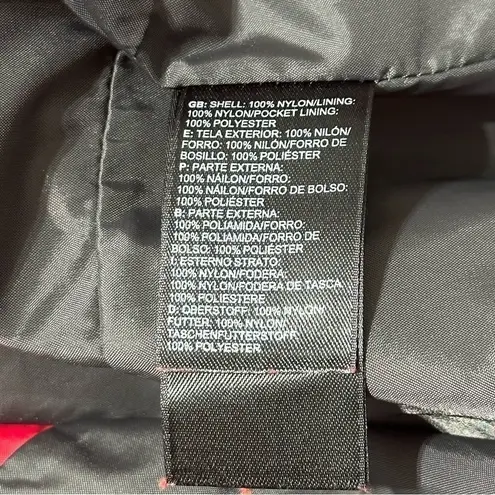 GB: SHELL: 100% NYLON/LINING:
100% NYLON/POCKET LINING:
100% POLYESTER
E: TELA EXTERIOR: 100% NILÓN/
FORRO: 100% NILÓN/FORRO DE
BOSILLO: 100% POLIÉSTER
P: PARTE EXTERNA:
100% NÁILON/FORRO:
100% NÁILON/FORRO DE BOLSO:
100% POLIÉSTER
B: PARTE EXTERNA:
100% POLIAMIDA/FORRO:
100% POLIAMIDA/FORRO DE
BOLSO: 100% POLIÉSTER
I: ESTERNO STRATO:
100% NYLON/FODERA:
100% NYLON/FODERA DE TASCA
100% POLIESTERE
D: OBERSTOFF: 100% NYLON/
FUTTER: 100% NYLON/
TASCHENFUTTERSTOFF:
100% POLYESTER